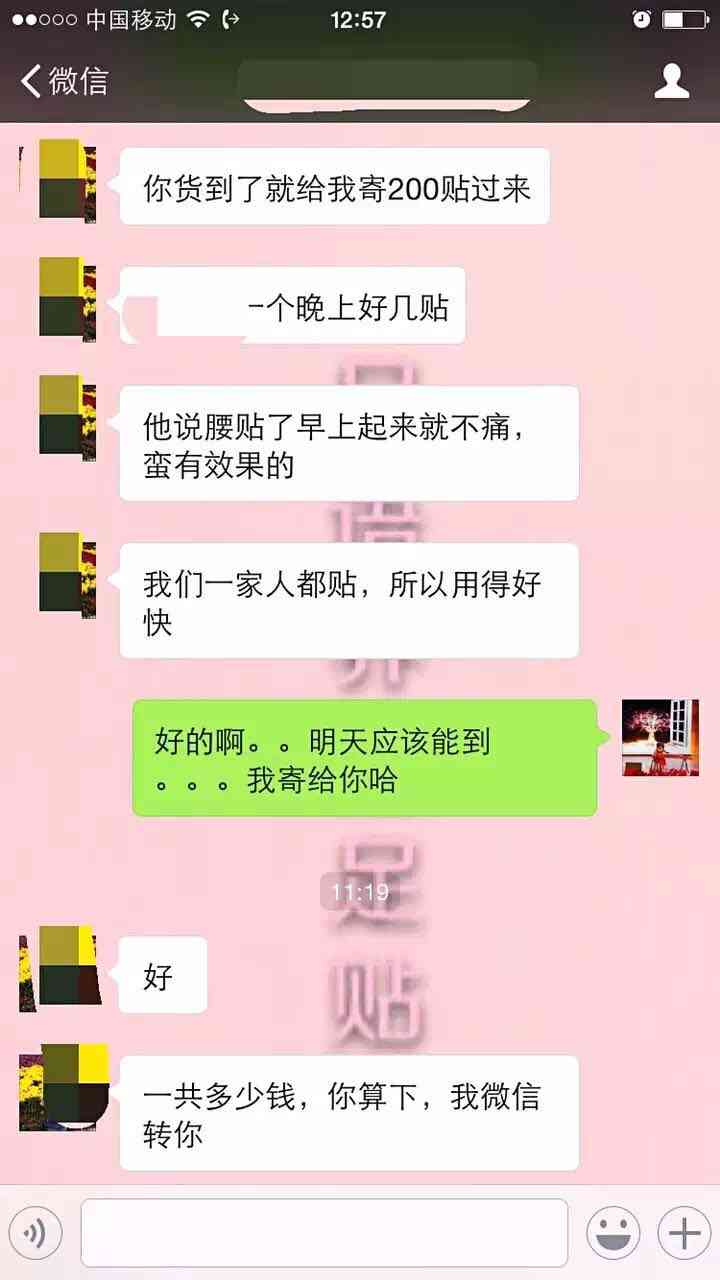 中国移动
12:57
微信
你货到了就给我寄200贴过来
一个晚上好几贴
他说腰贴了早上起来就不痛，
蛮有效果的
我们一家人都贴，所以用得好
快
好的啊。。明天应该能到
。。。我寄给你哈
足
11:19
贴
好
一共多少钱，你算下，我微信
转你